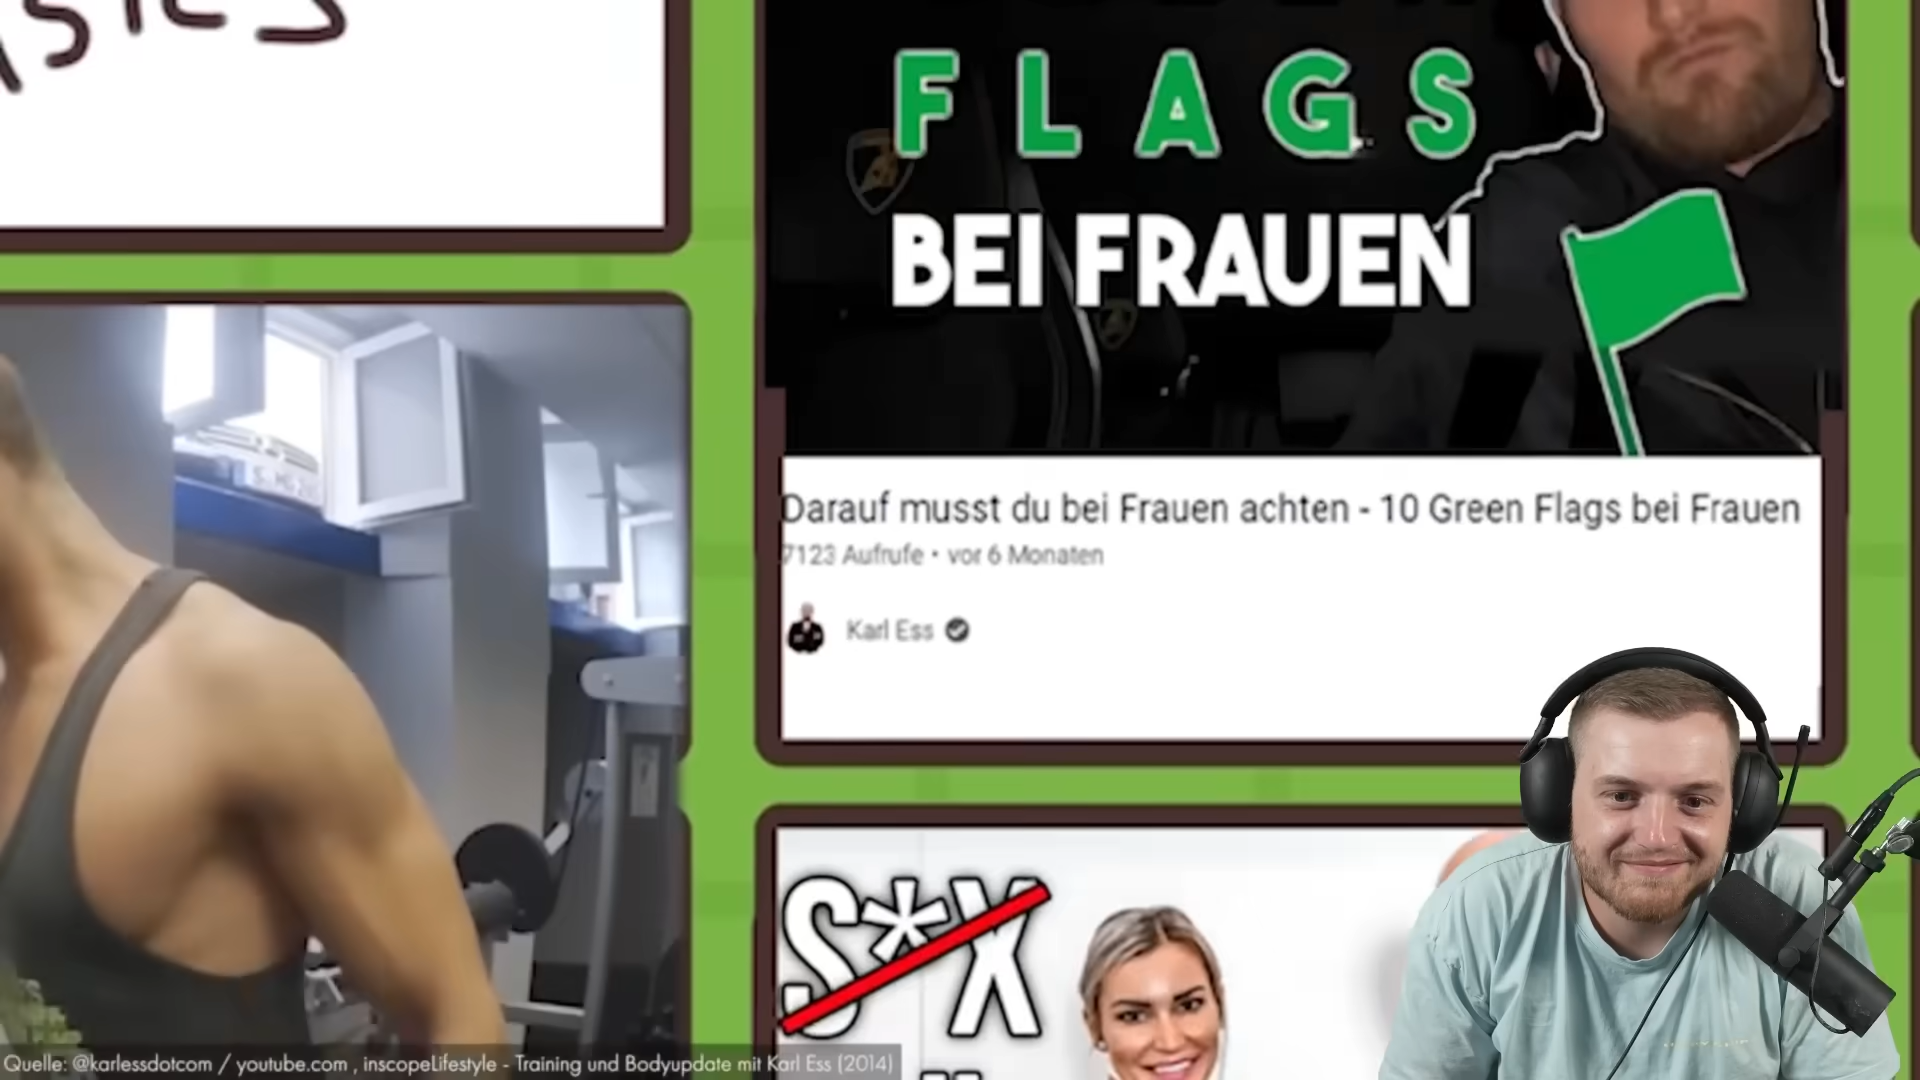 FLAGS
BEI FRAUEN
Darauf musst du bei Frauen achten - 10 Green Flags bei Frauen
7123 Aufrufe • vor 6 Monaten
Karl Ess
S*X
Quelle: @karlessdotcom / youtube.com , inscopeLifestyle - Training und Bodyupdate mit Karl Ess (2014)